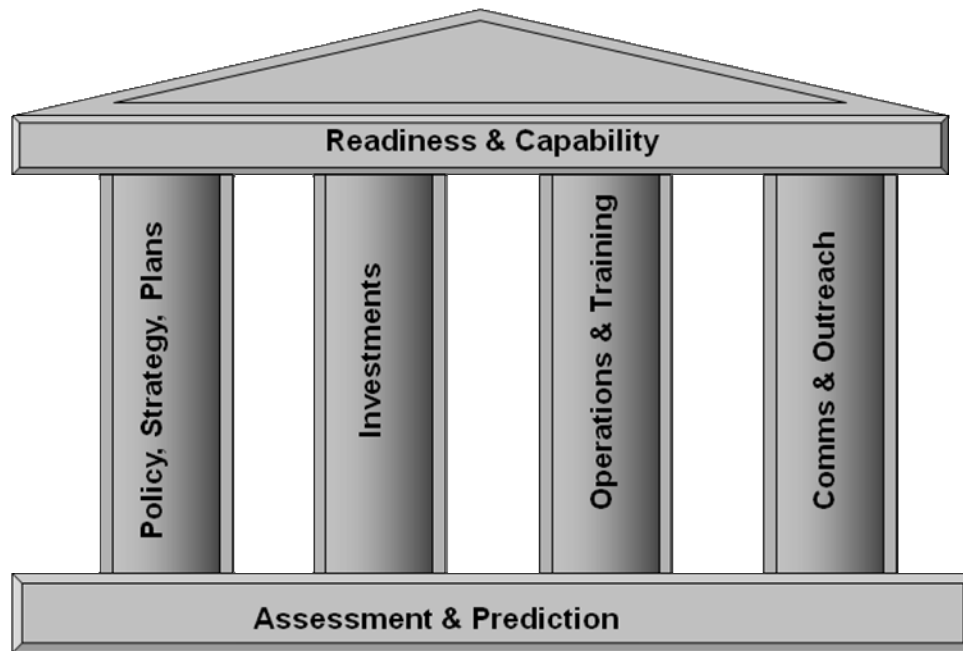 Readiness & Capability
Policy, Strategy, Plans
Investments
Operations & Training
Comms & Outreach
Assessment & Prediction